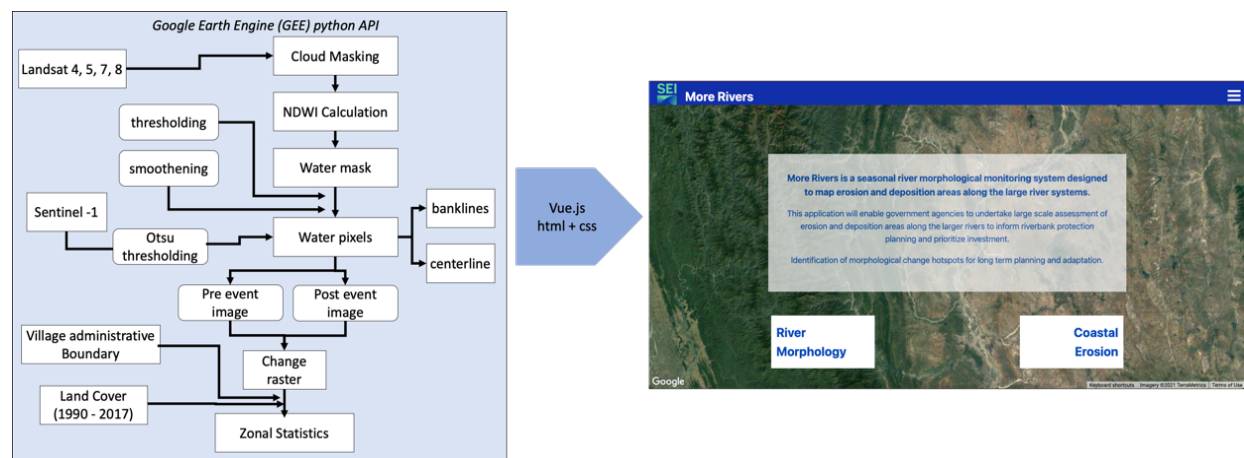 Google Earth Engine (GEE) python API
Landsat 4, 5, 7, 8
Cloud Masking
NDWI Calculation
thresholding
Water mask
smoothening
Sentinel -1
Otsu
thresholding
Water pixels
banklines
centerline
Pre event
image
Post event
image
Village administrative
Boundary
Change
raster
Land Cover
(1990 - 2017)
Zonal Statistics
Vue.js
html + css
SEI
More Rivers
More Rivers is a seasonal river morphological monitoring system designed
to map erosion and deposition areas along the large river systems.
This application will enable government agencies to undertake large scale assessment of
erosion and deposition areas along the larger rivers to inform riverbank protection
planning and prioritize investment.
Identification of morphological change hotspots for long term planning and adaptation.
River
Morphology
Coastal
Erosion
Google
Keyboard shortcuts Imagery ©2021 TerraMetrics Terms of Use